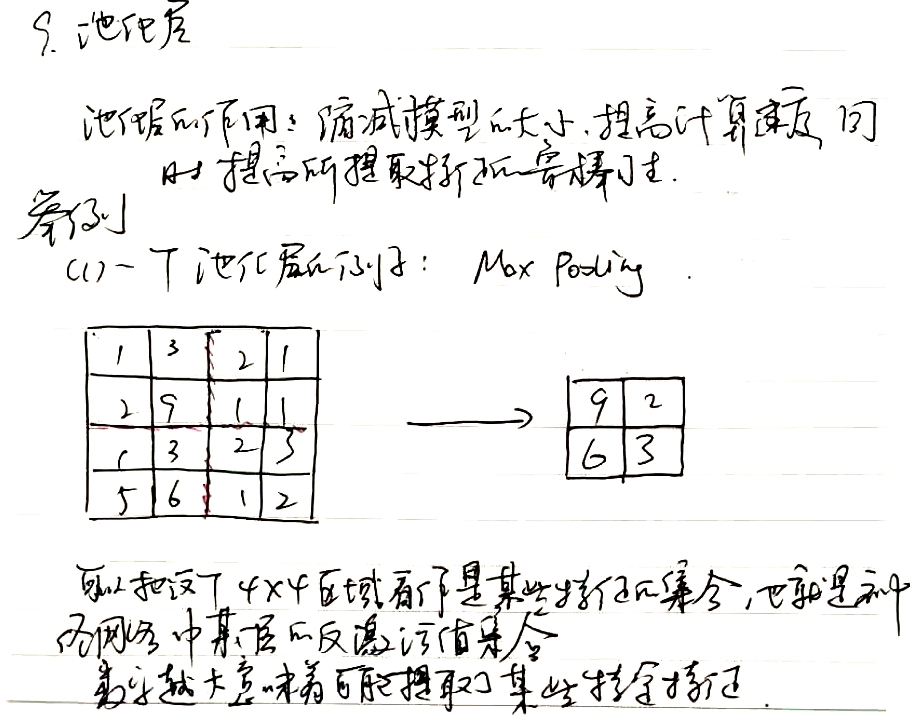 9. 池化层
池化层的作用：缩减模型的大小，提高计算速度 同
时 提高所提取特征的鲁棒性.
举例
(1) 一个池化层的例子： Max Pooling .
1 3 2 1
2 9 1 1
1 3 2 3
5 6 1 2
9 2
6 3
可以把这个 4×4 区域看作是某些特征的集合，也就是神
经网络中某层的反激活值集合
数字越大意味着可能提取了某些特定特征.